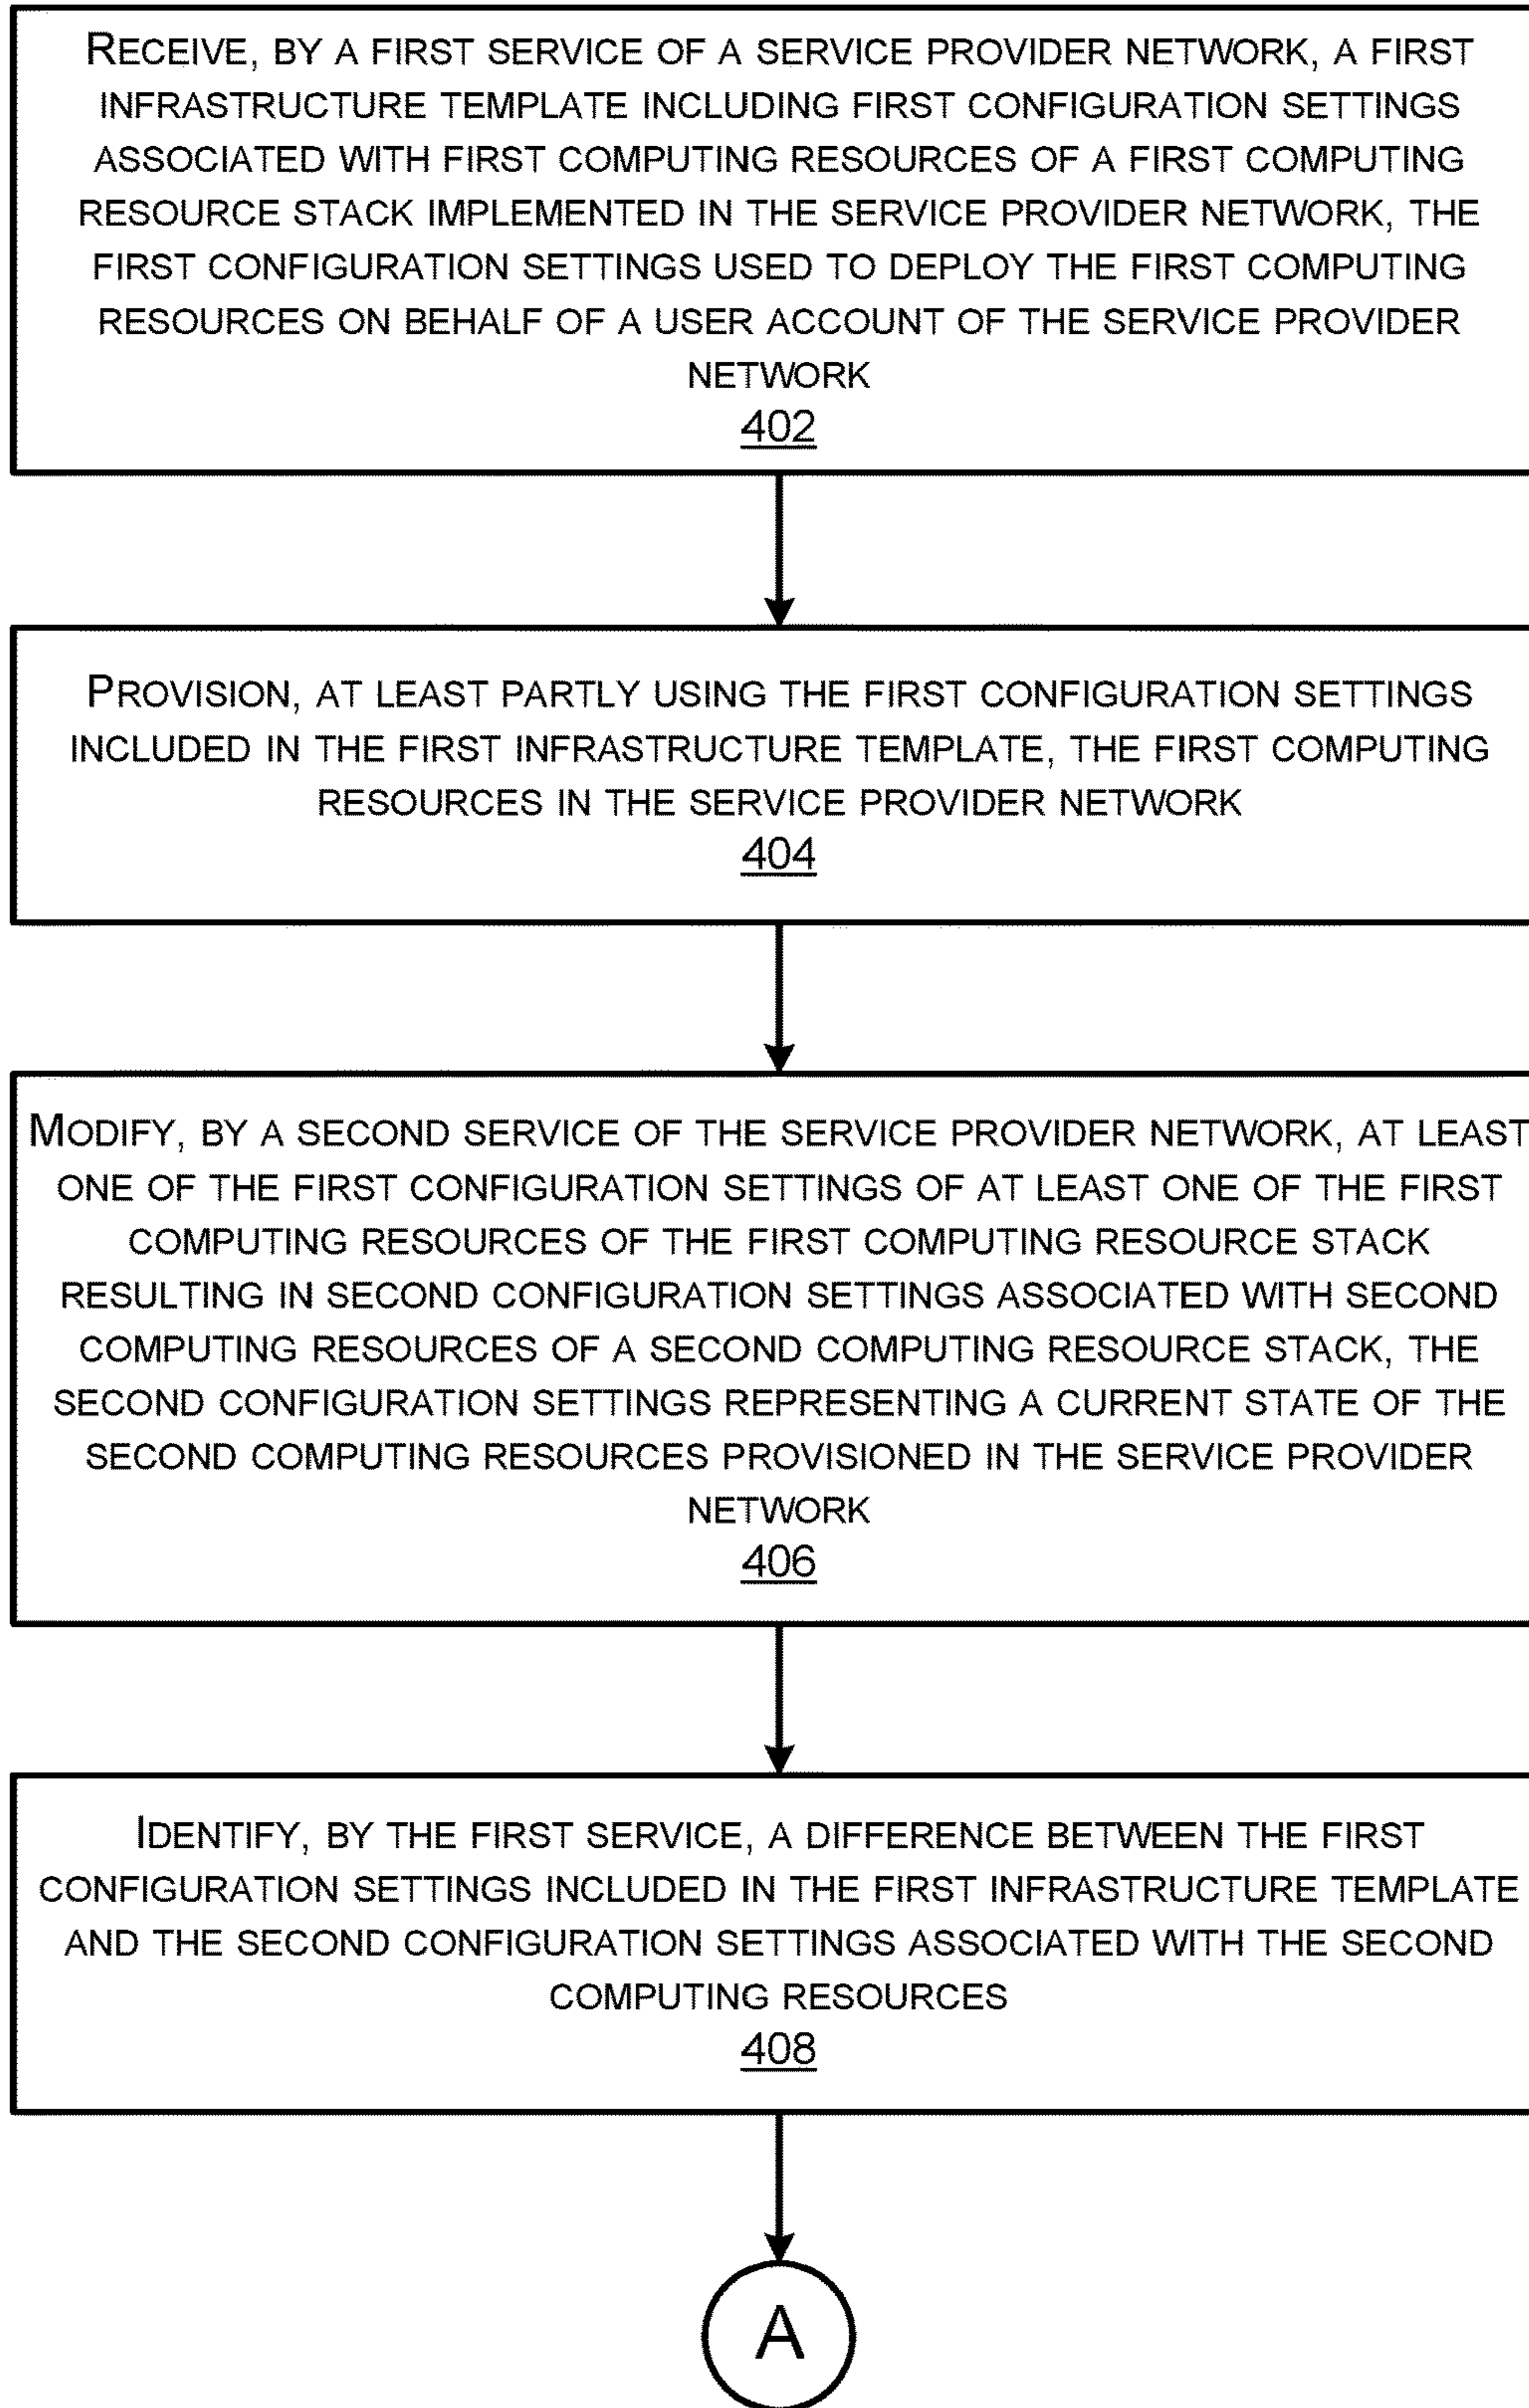 RECEIVE, BY A FIRST SERVICE OF A SERVICE PROVIDER NETWORK, A FIRST
INFRASTRUCTURE TEMPLATE INCLUDING FIRST CONFIGURATION SETTINGS
ASSOCIATED WITH FIRST COMPUTING RESOURCES OF A FIRST COMPUTING
RESOURCE STACK IMPLEMENTED IN THE SERVICE PROVIDER NETWORK, THE
FIRST CONFIGURATION SETTINGS USED TO DEPLOY THE FIRST COMPUTING
RESOURCES ON BEHALF OF A USER ACCOUNT OF THE SERVICE PROVIDER
NETWORK
402
PROVISION, AT LEAST PARTLY USING THE FIRST CONFIGURATION SETTINGS
INCLUDED IN THE FIRST INFRASTRUCTURE TEMPLATE, THE FIRST COMPUTING
RESOURCES IN THE SERVICE PROVIDER NETWORK
404
MODIFY, BY A SECOND SERVICE OF THE SERVICE PROVIDER NETWORK, AT LEAST
ONE OF THE FIRST CONFIGURATION SETTINGS OF AT LEAST ONE OF THE FIRST
COMPUTING RESOURCES OF THE FIRST COMPUTING RESOURCE STACK
RESULTING IN SECOND CONFIGURATION SETTINGS ASSOCIATED WITH SECOND
COMPUTING RESOURCES OF A SECOND COMPUTING RESOURCE STACK, THE
SECOND CONFIGURATION SETTINGS REPRESENTING A CURRENT STATE OF THE
SECOND COMPUTING RESOURCES PROVISIONED IN THE SERVICE PROVIDER
NETWORK
406
IDENTIFY, BY THE FIRST SERVICE, A DIFFERENCE BETWEEN THE FIRST
CONFIGURATION SETTINGS INCLUDED IN THE FIRST INFRASTRUCTURE TEMPLATE
AND THE SECOND CONFIGURATION SETTINGS ASSOCIATED WITH THE SECOND
COMPUTING RESOURCES
408
A